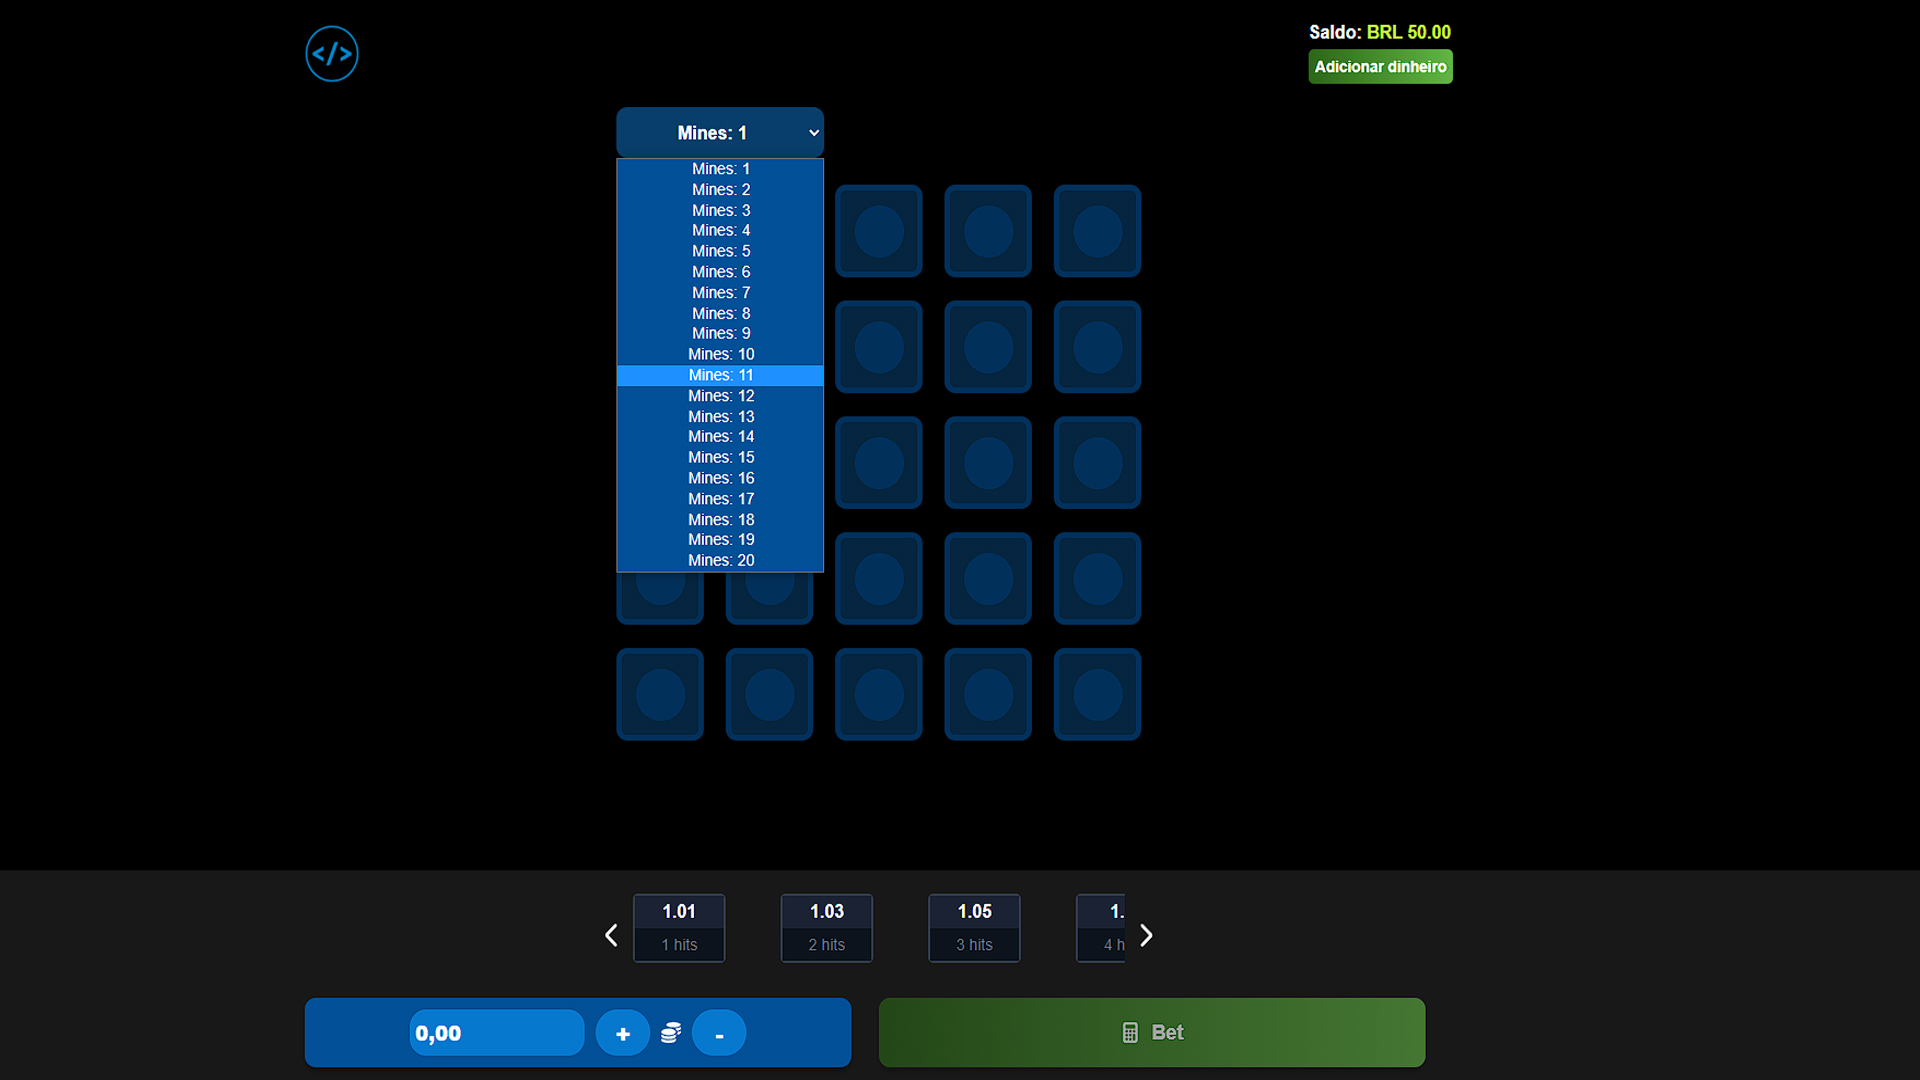 </>
Saldo: BRL 50.00
Adicionar dinheiro
Mines: 1
Mines: 1
Mines: 2
Mines: 3
Mines: 4
Mines: 5
Mines: 6
Mines: 7
Mines: 8
Mines: 9
Mines: 10
Mines: 11
Mines: 12
Mines: 13
Mines: 14
Mines: 15
Mines: 16
Mines: 17
Mines: 18
Mines: 19
Mines: 20
1.01
1 hits
1.03
2 hits
1.05
3 hits
1.
4 h
0,00
+
-
Bet